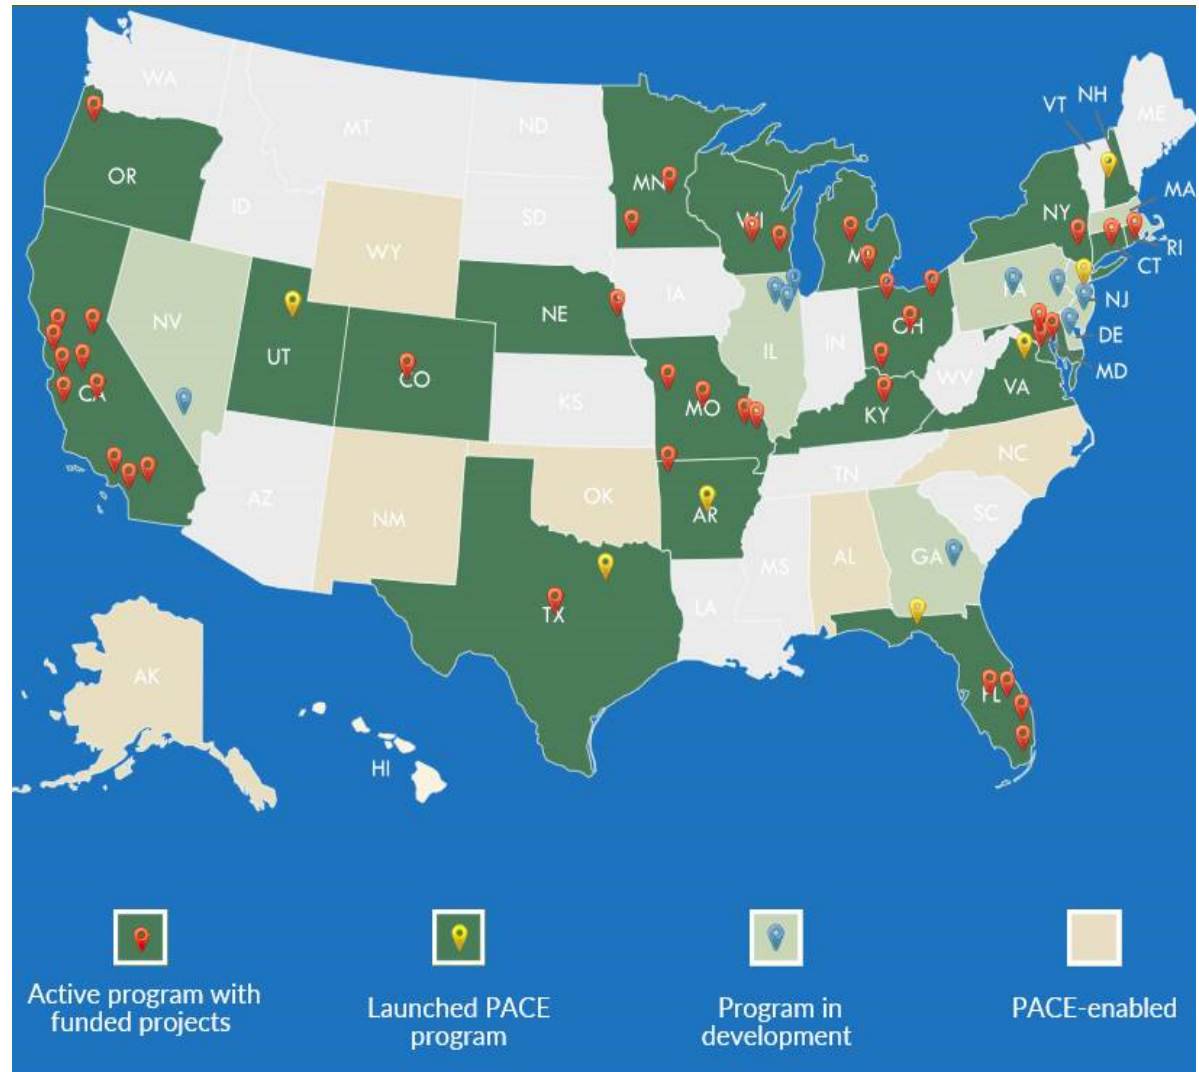 WA
MT
ND
VT
NH
ME
OR
ID
SD
MN
WI
MI
NY
MA
RI
CT
WY
NV
UT
CO
NE
IA
IL
IN
OH
PA
NJ
DE
MD
CA
KS
MO
KY
WV
VA
AZ
NM
OK
AR
TN
NC
SC
TX
LA
MS
AL
GA
FL
AK
HI
Active program with
funded projects
Launched PACE
program
Program in
development
PACE-enabled